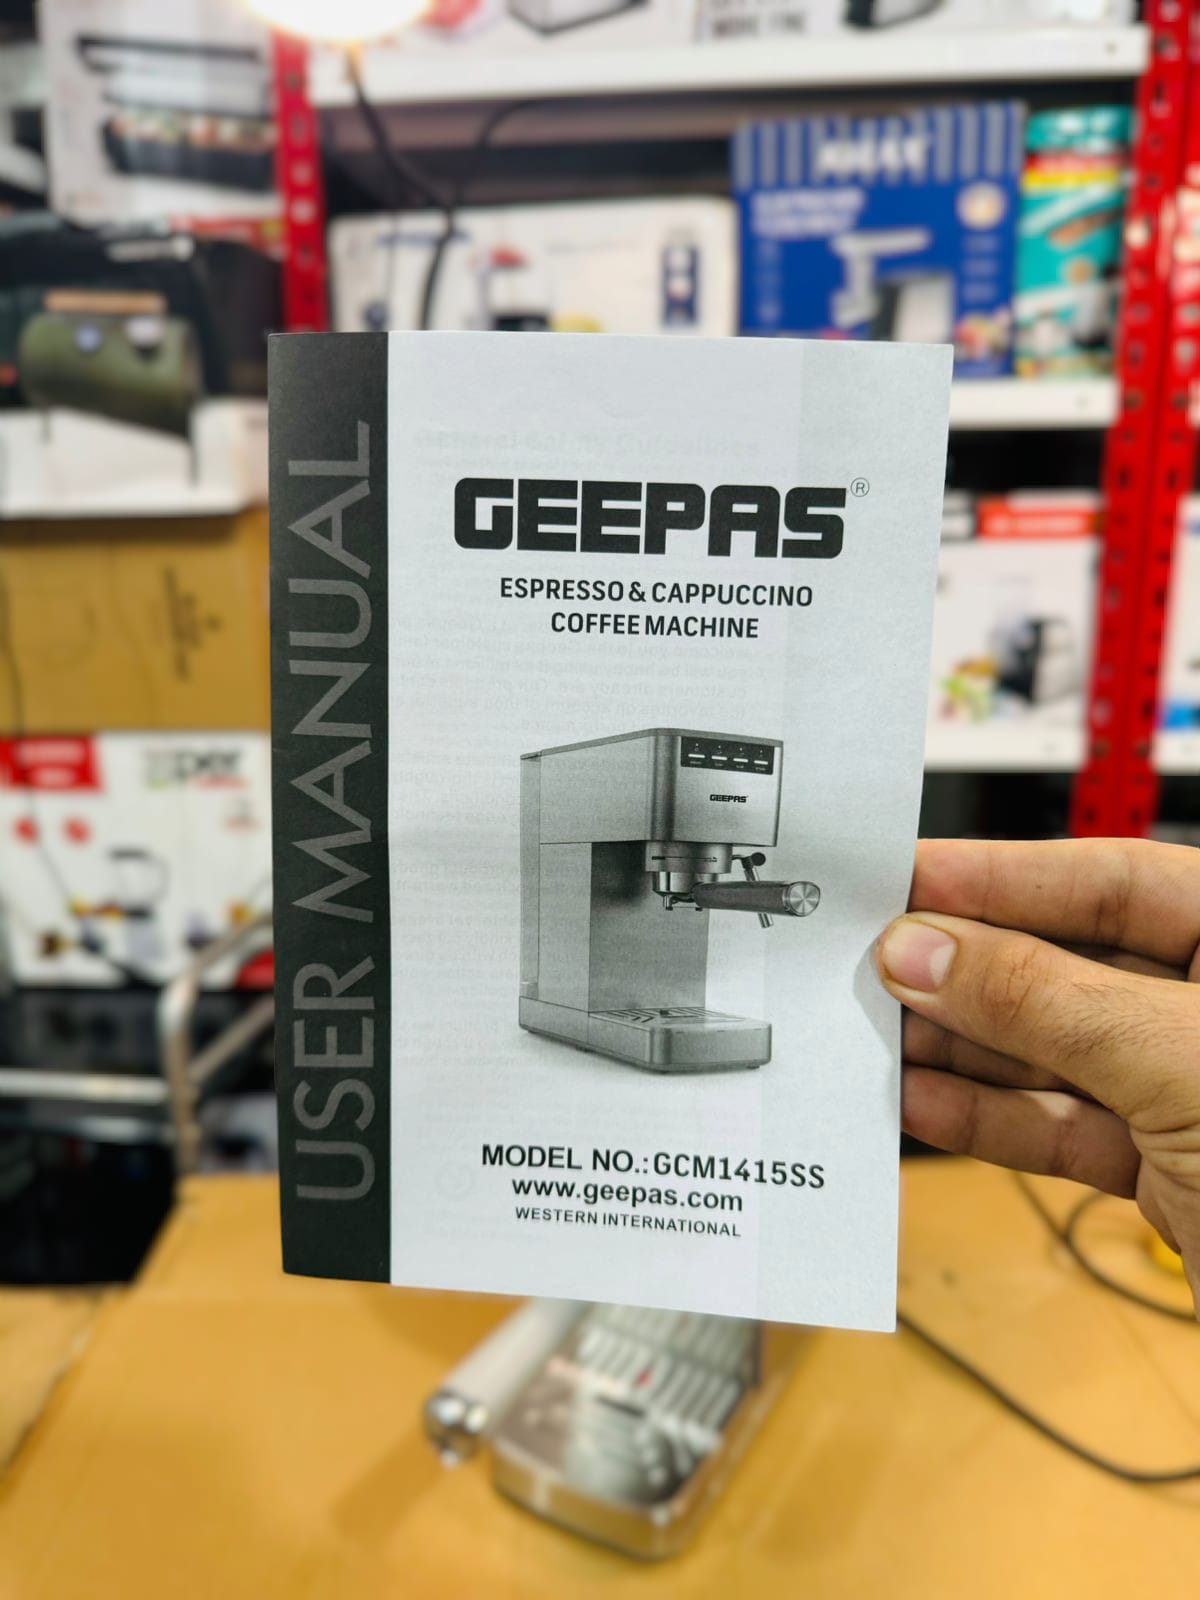 USER MANUAL
GEEPAS®
ESPRESSO & CAPPUCCINO
COFFEE MACHINE
GEEPAS
MODEL NO.:GCM1415SS
www.geepas.com
WESTERN INTERNATIONAL